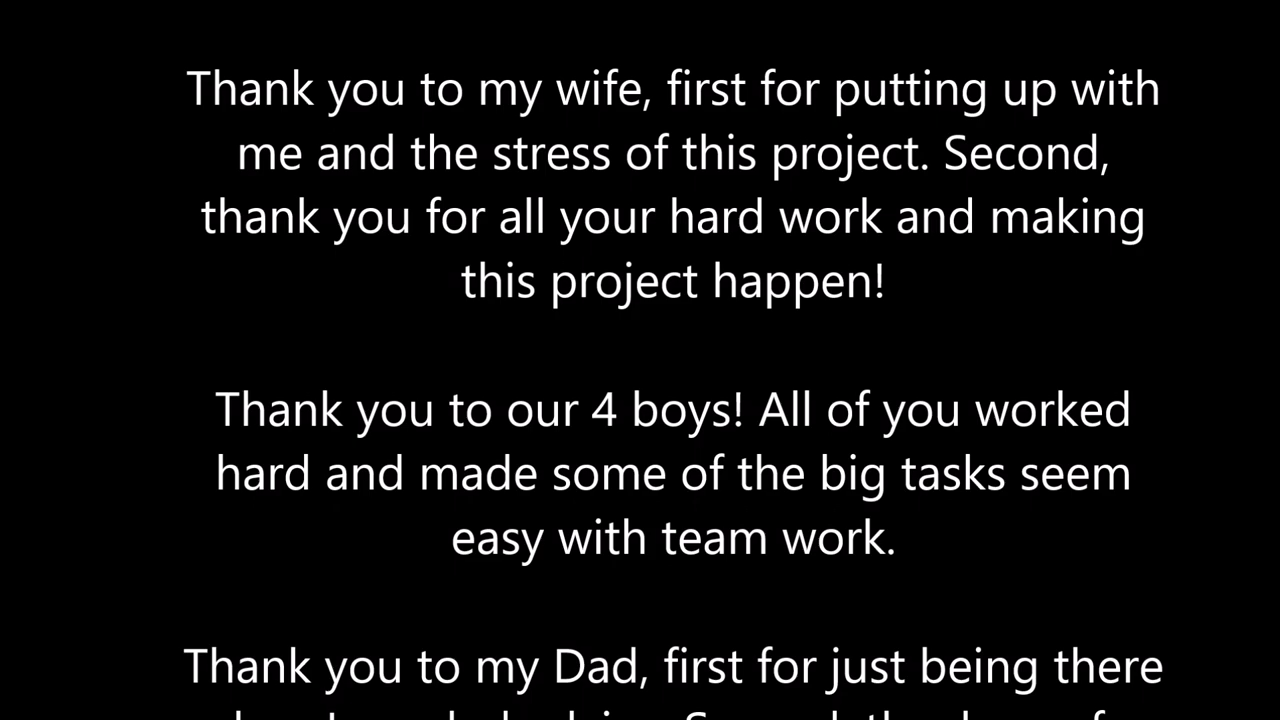 Thank you to my wife, first for putting up with
me and the stress of this project. Second,
thank you for all your hard work and making
this project happen!
Thank you to our 4 boys! All of you worked
hard and made some of the big tasks seem
easy with team work.
Thank you to my Dad, first for just being there